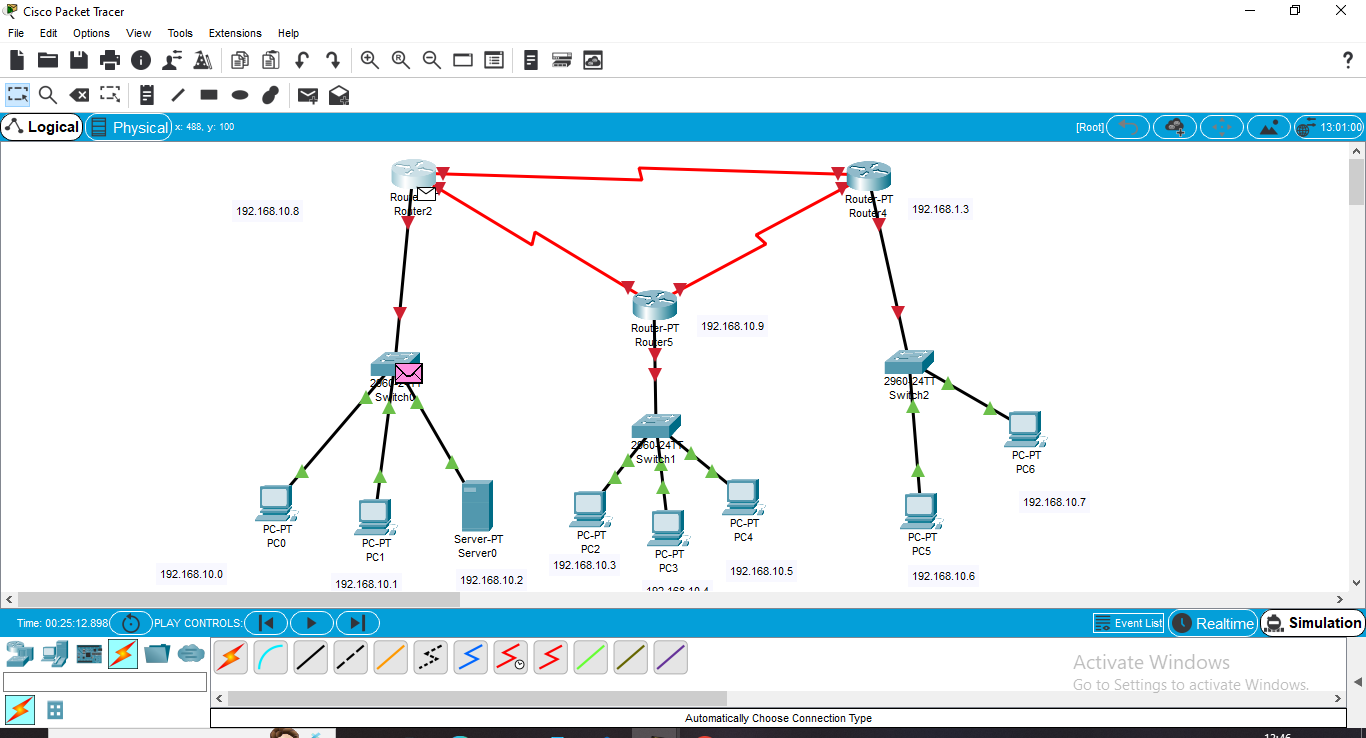 Cisco Packet Tracer
File Edit Options View Tools Extensions Help
Logical Physical x: 488, y: 100 [Root] 13:01:00
Router2
192.168.10.8
Router-PT
Router4
192.168.1.3
Router-PT
Router5
192.168.10.9
Switch0
2960-24TT
Switch1
2960-24TT
Switch2
PC-PT
PC0
192.168.10.0
PC-PT
PC1
192.168.10.1
Server-PT
Server0
192.168.10.2
PC-PT
PC2
192.168.10.3
PC-PT
PC3
PC-PT
PC4
192.168.10.5
PC-PT
PC5
192.168.10.6
PC-PT
PC6
192.168.10.7
Time: 00:25:12.898 PLAY CONTROLS: Event List Realtime Simulation
Activate Windows
Go to Settings to activate Windows.
Automatically Choose Connection Type